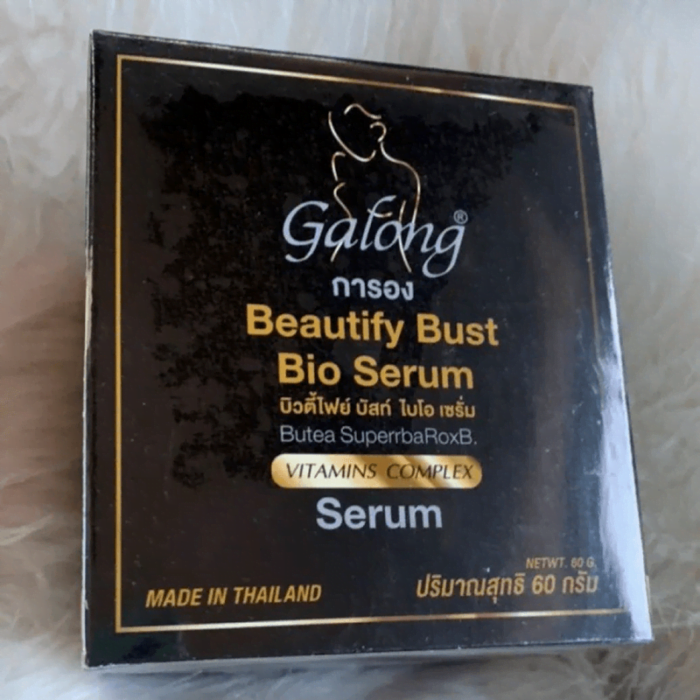 Galong®
การอง
Beautify Bust
Bio Serum
บิวตี้ไฟย์ บัสท์ ไบโอ เซรั่ม
Butea SuperrbaRoxB.
VITAMINS COMPLEX
Serum
NETWT. 60 G.
MADE IN THAILAND
ปริมาณสุทธิ 60 กรัม